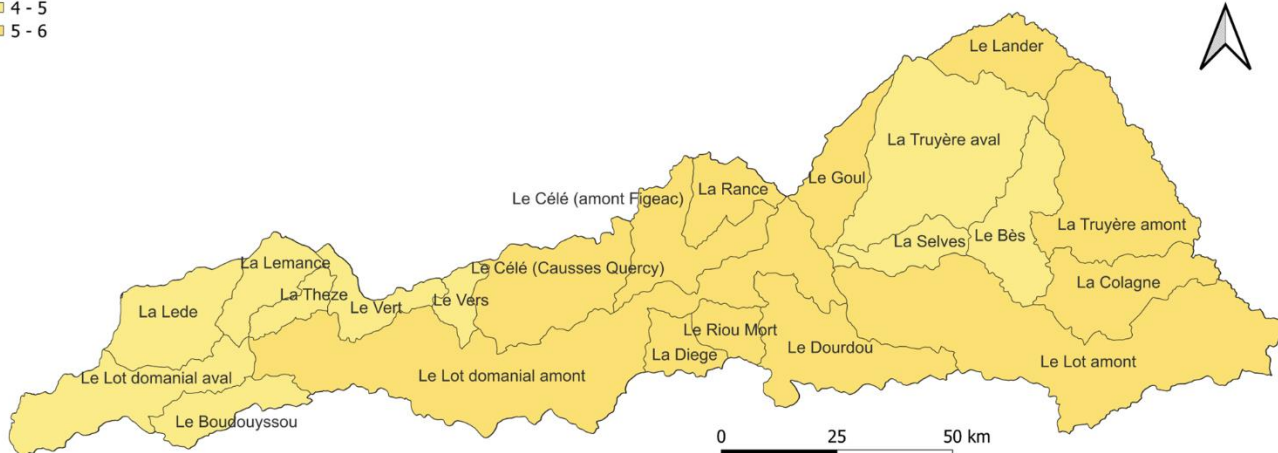 4 - 5
5 - 6
Le Lander
La Truyère aval
Le Goul
La Rance
Le Célé (amont Figeac)
La Truyère amont
La Selves
Le Bès
La Lemance
Le Célé (Causses Quercy)
La Colagne
La Theze
Le Vert
Le Vers
La Lede
Le Riou Mort
Le Dourdou
La Diege
Le Lot amont
Le Lot domanial aval
Le Lot domanial amont
Le Boudouyssou
0 25 50 km